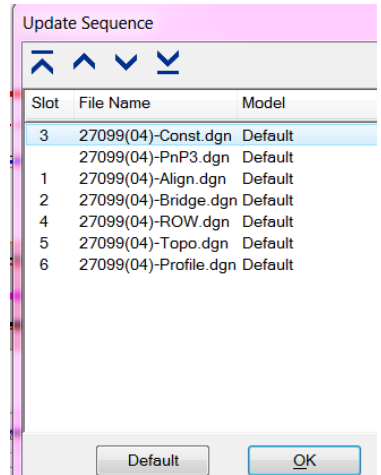 Update Sequence
Slot File Name Model
3 27099(04)-Const.dgn Default
27099(04)-PnP3.dgn Default
1 27099(04)-Align.dgn Default
2 27099(04)-Bridge.dgn Default
4 27099(04)-ROW.dgn Default
5 27099(04)-Topo.dgn Default
6 27099(04)-Profile.dgn Default
Default OK